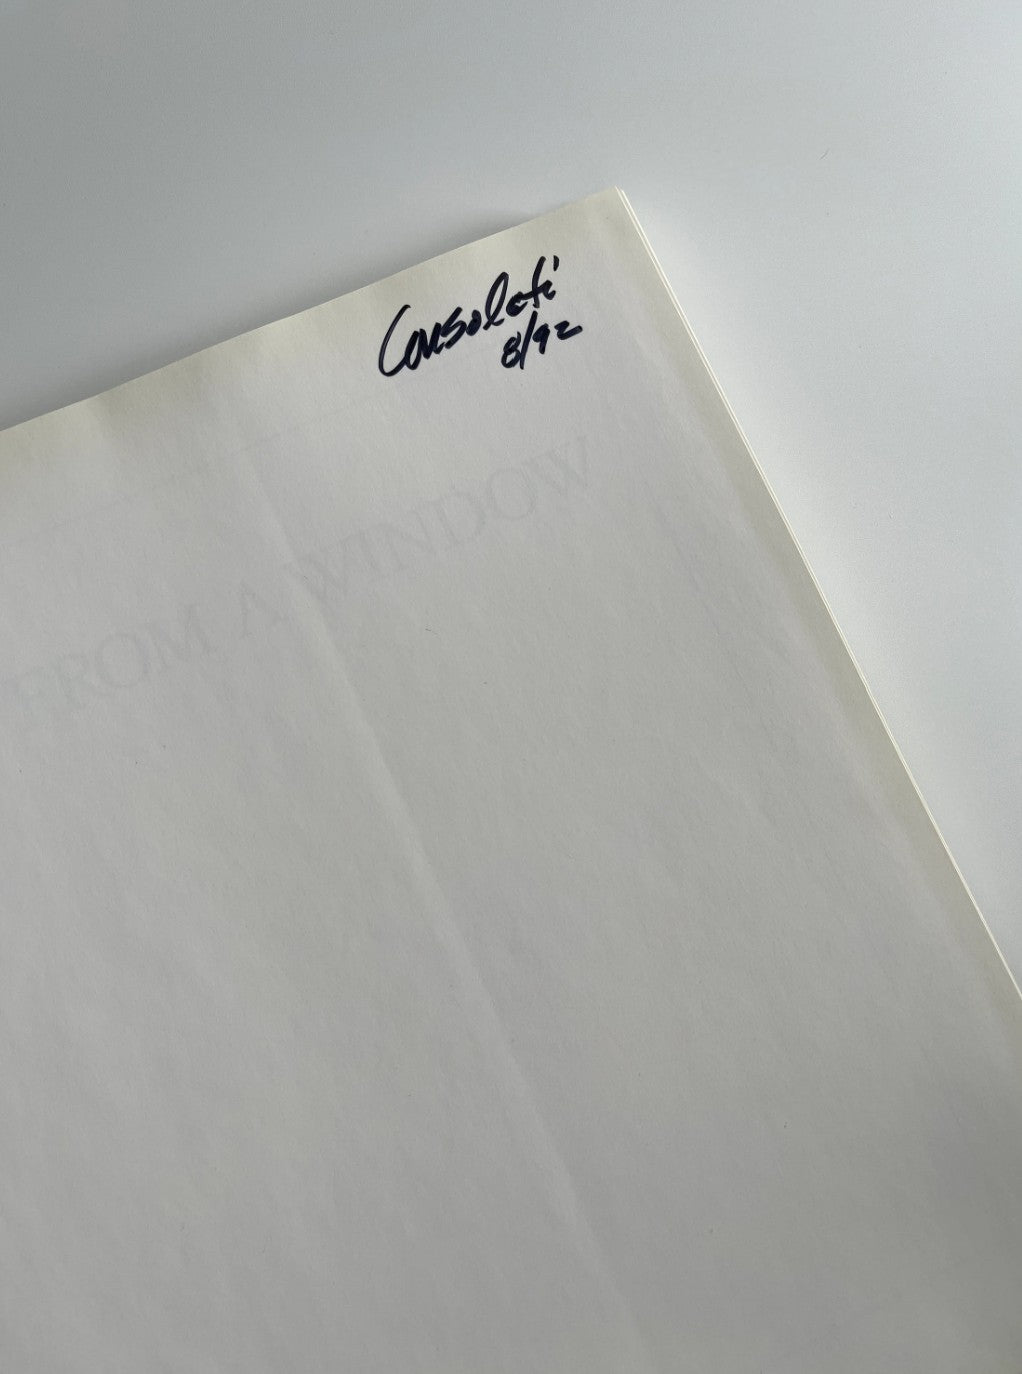 Consolati
8/92
FROM A WINDOW